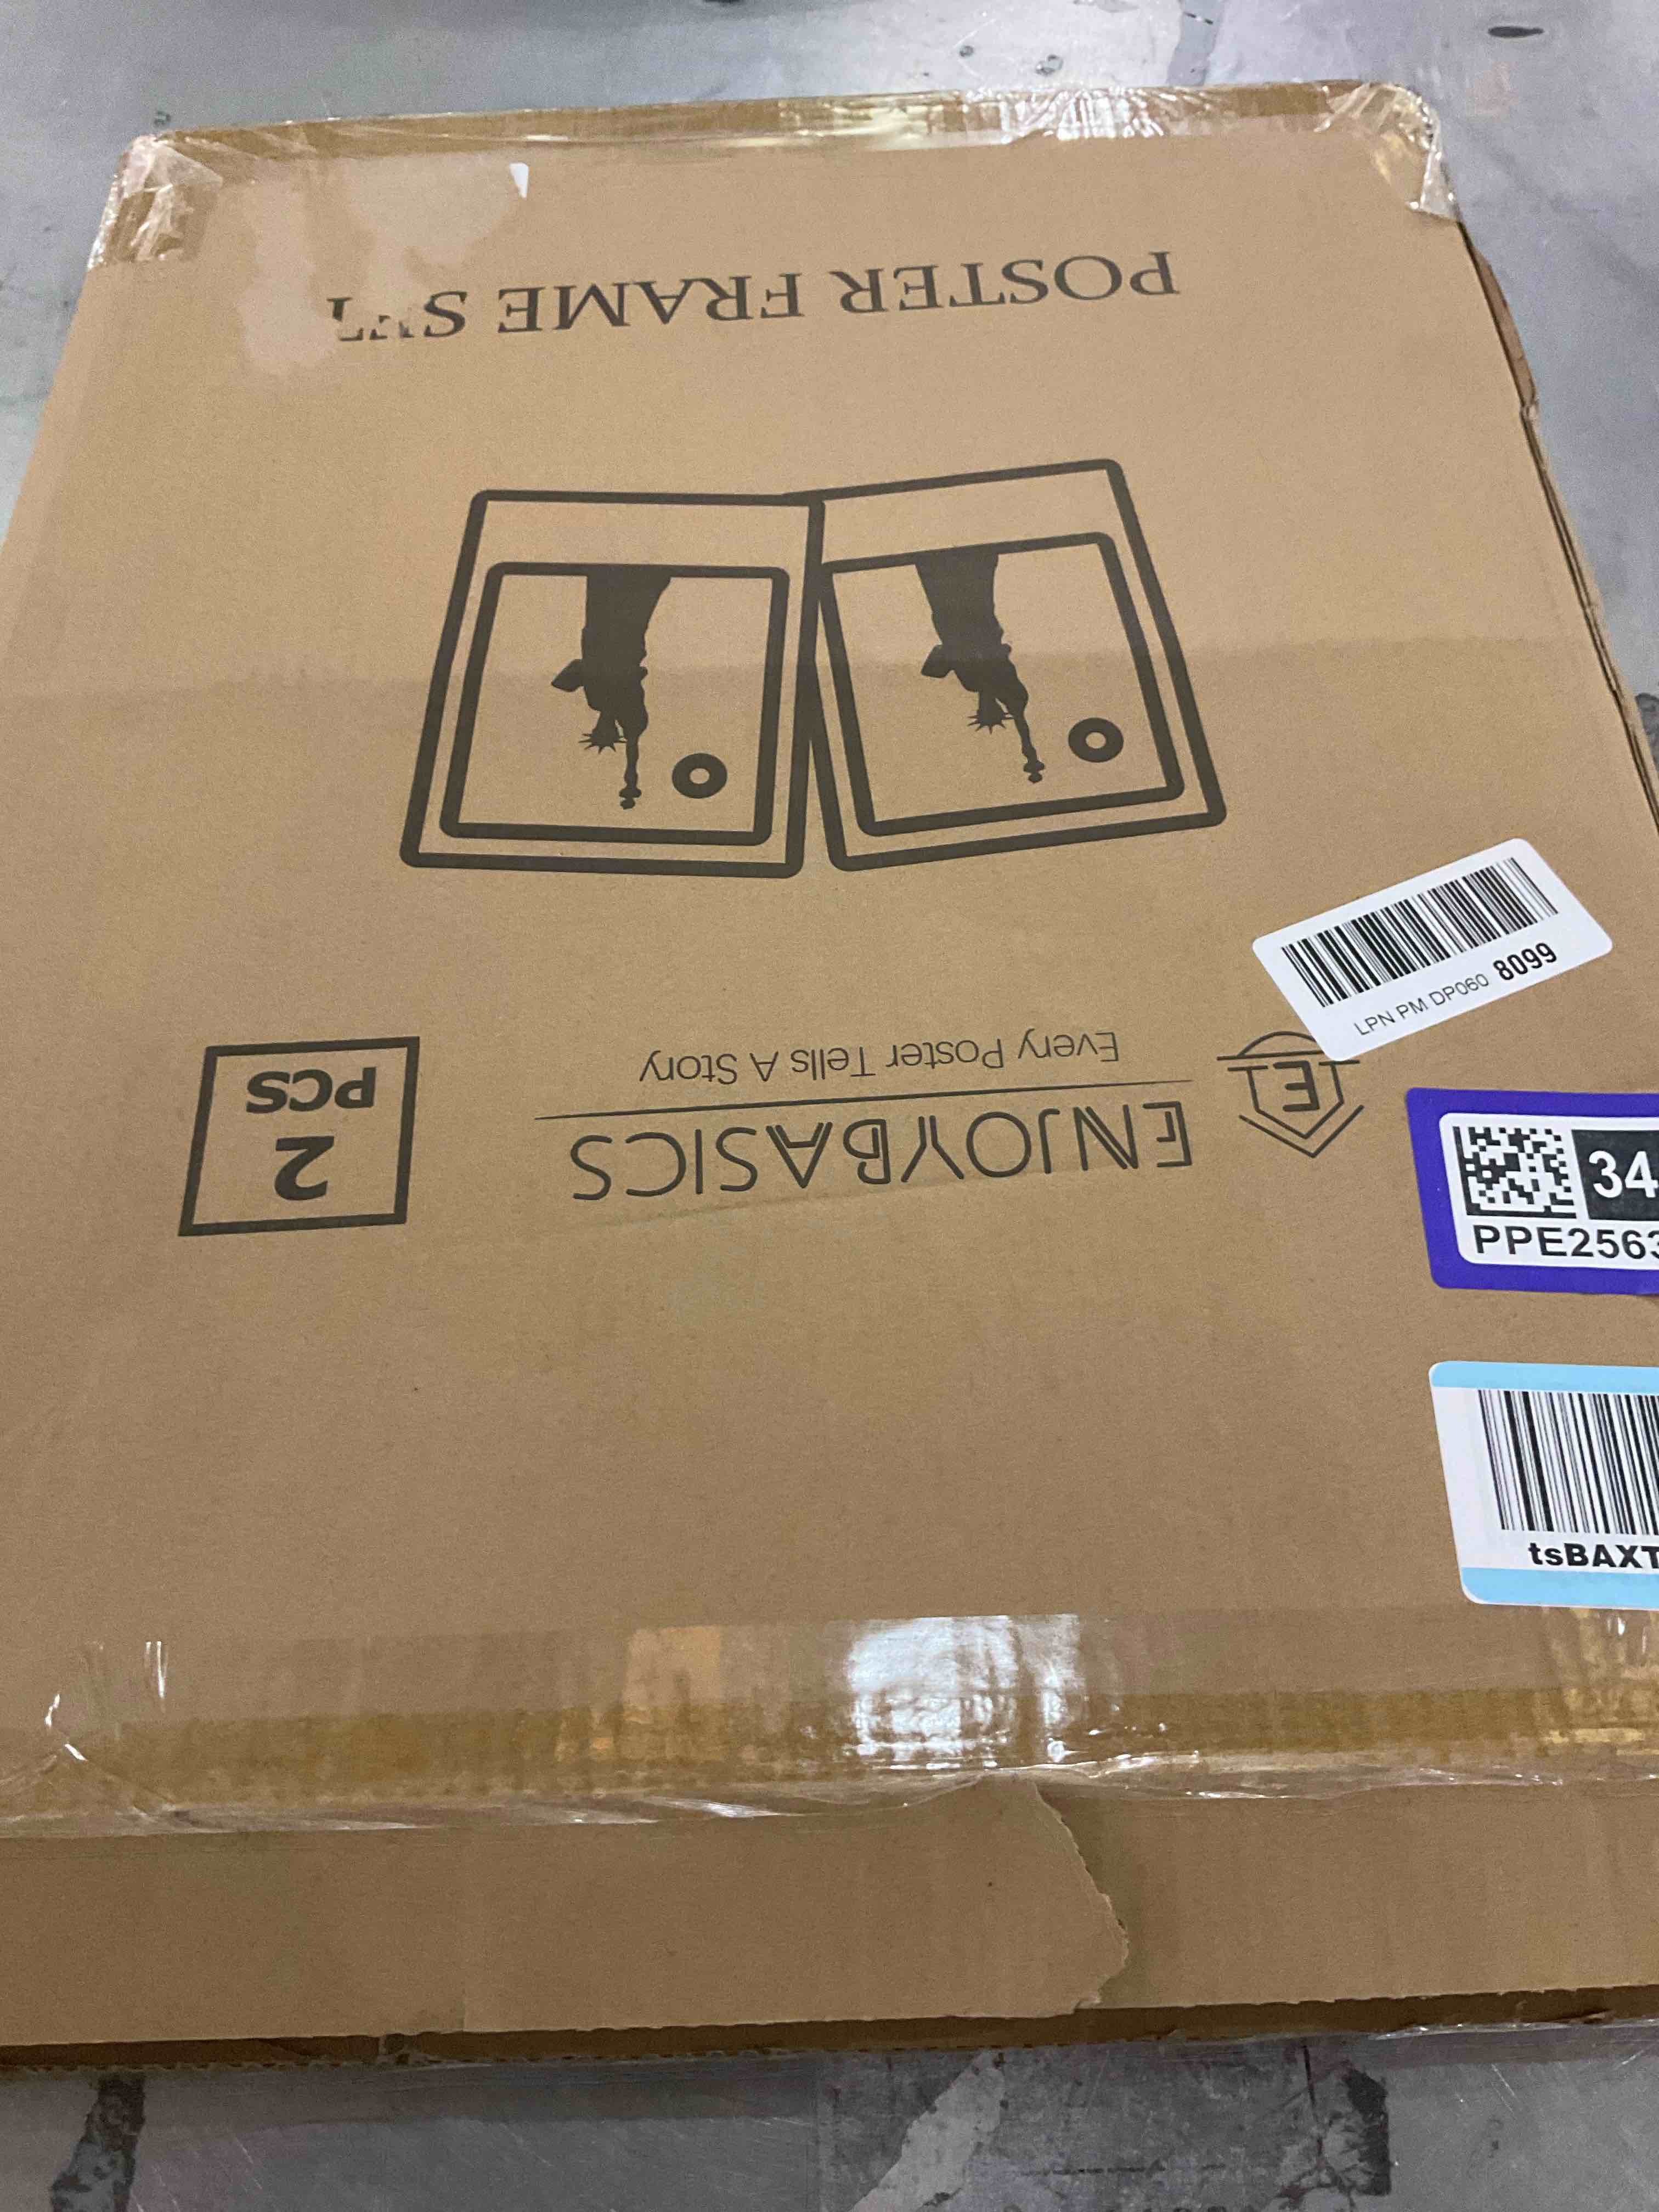 ENJOYBASICS
Every Poster Tells A Story
E
2
PCS
POSTER FRAME SET
LPN PM DP060 8099
34
PPE2563
tsBAXT